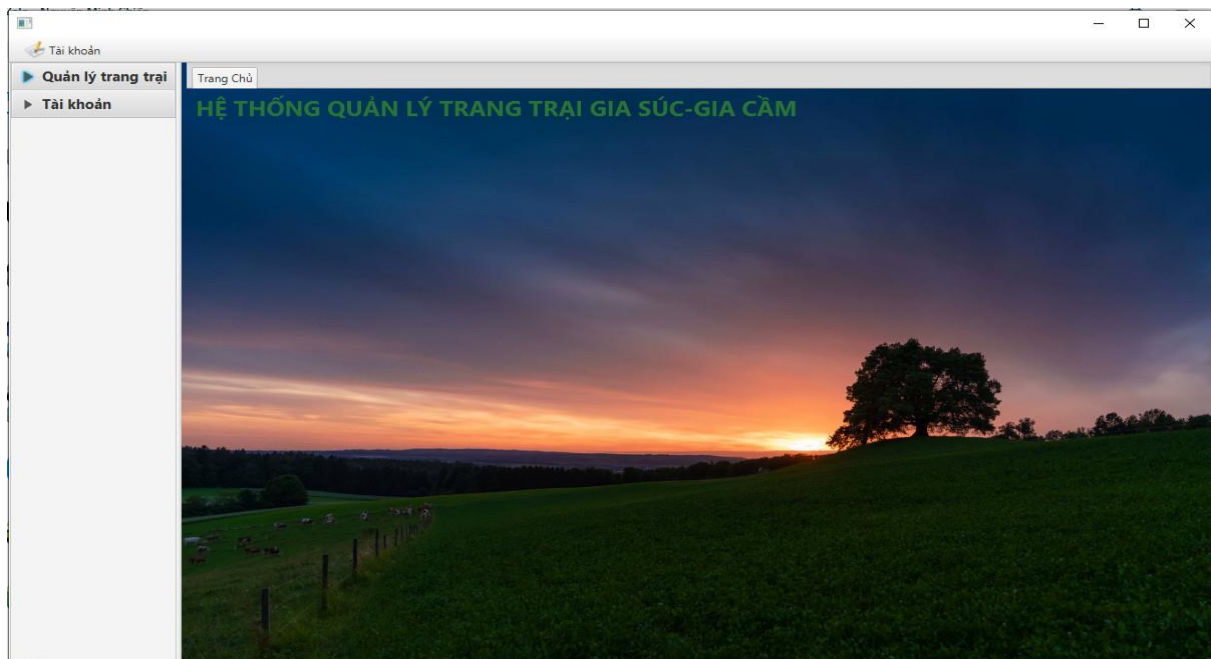 Tài khoản
Quản lý trang trại
Tài khoản
Trang Chủ
HỆ THỐNG QUẢN LÝ TRANG TRẠI GIA SÚC-GIA CẦM